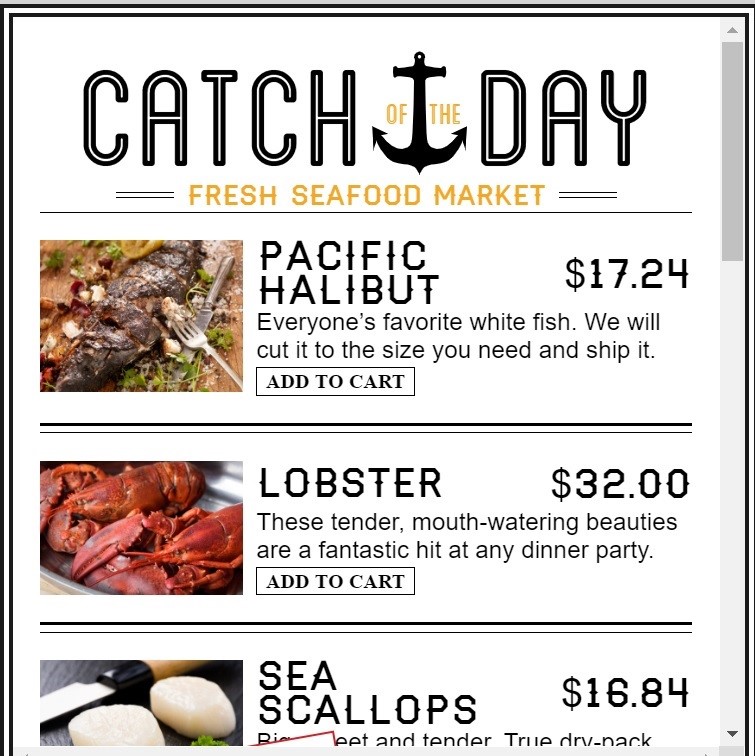 CATCH OF THE DAY
FRESH SEAFOOD MARKET
PACIFIC
HALIBUT
$17.24
Everyone’s favorite white fish. We will
cut it to the size you need and ship it.
ADD TO CART
LOBSTER
$32.00
These tender, mouth-watering beauties
are a fantastic hit at any dinner party.
ADD TO CART
SEA
SCALLOPS
$16.84
and tender. True dry-pack